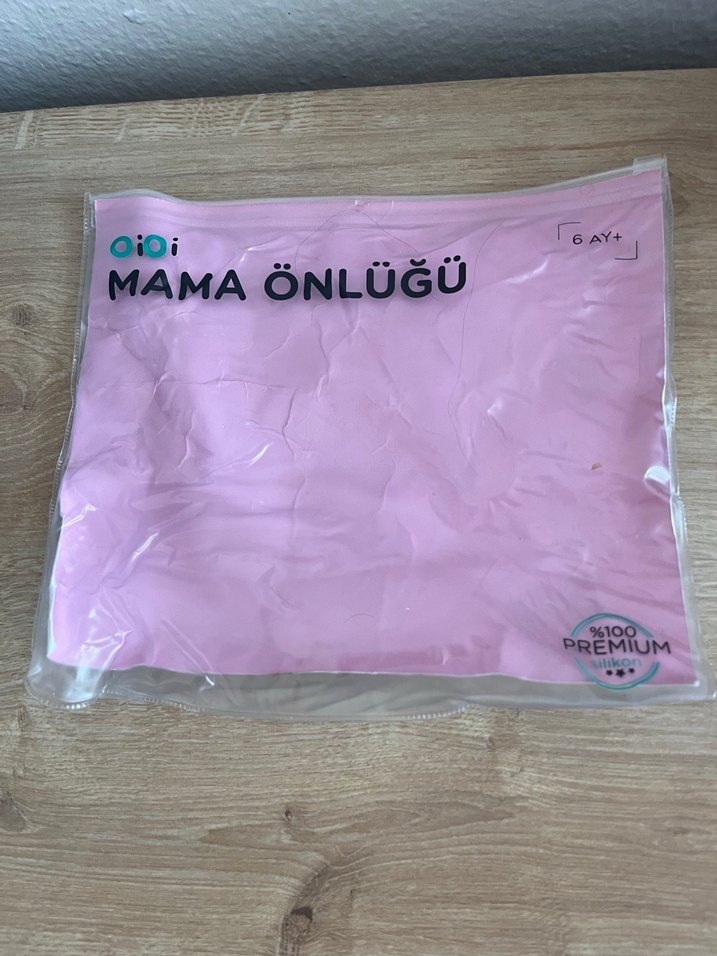 OiOi
MAMA ÖNLÜĞÜ
6 AY+
%100
PREMIUM
silikon